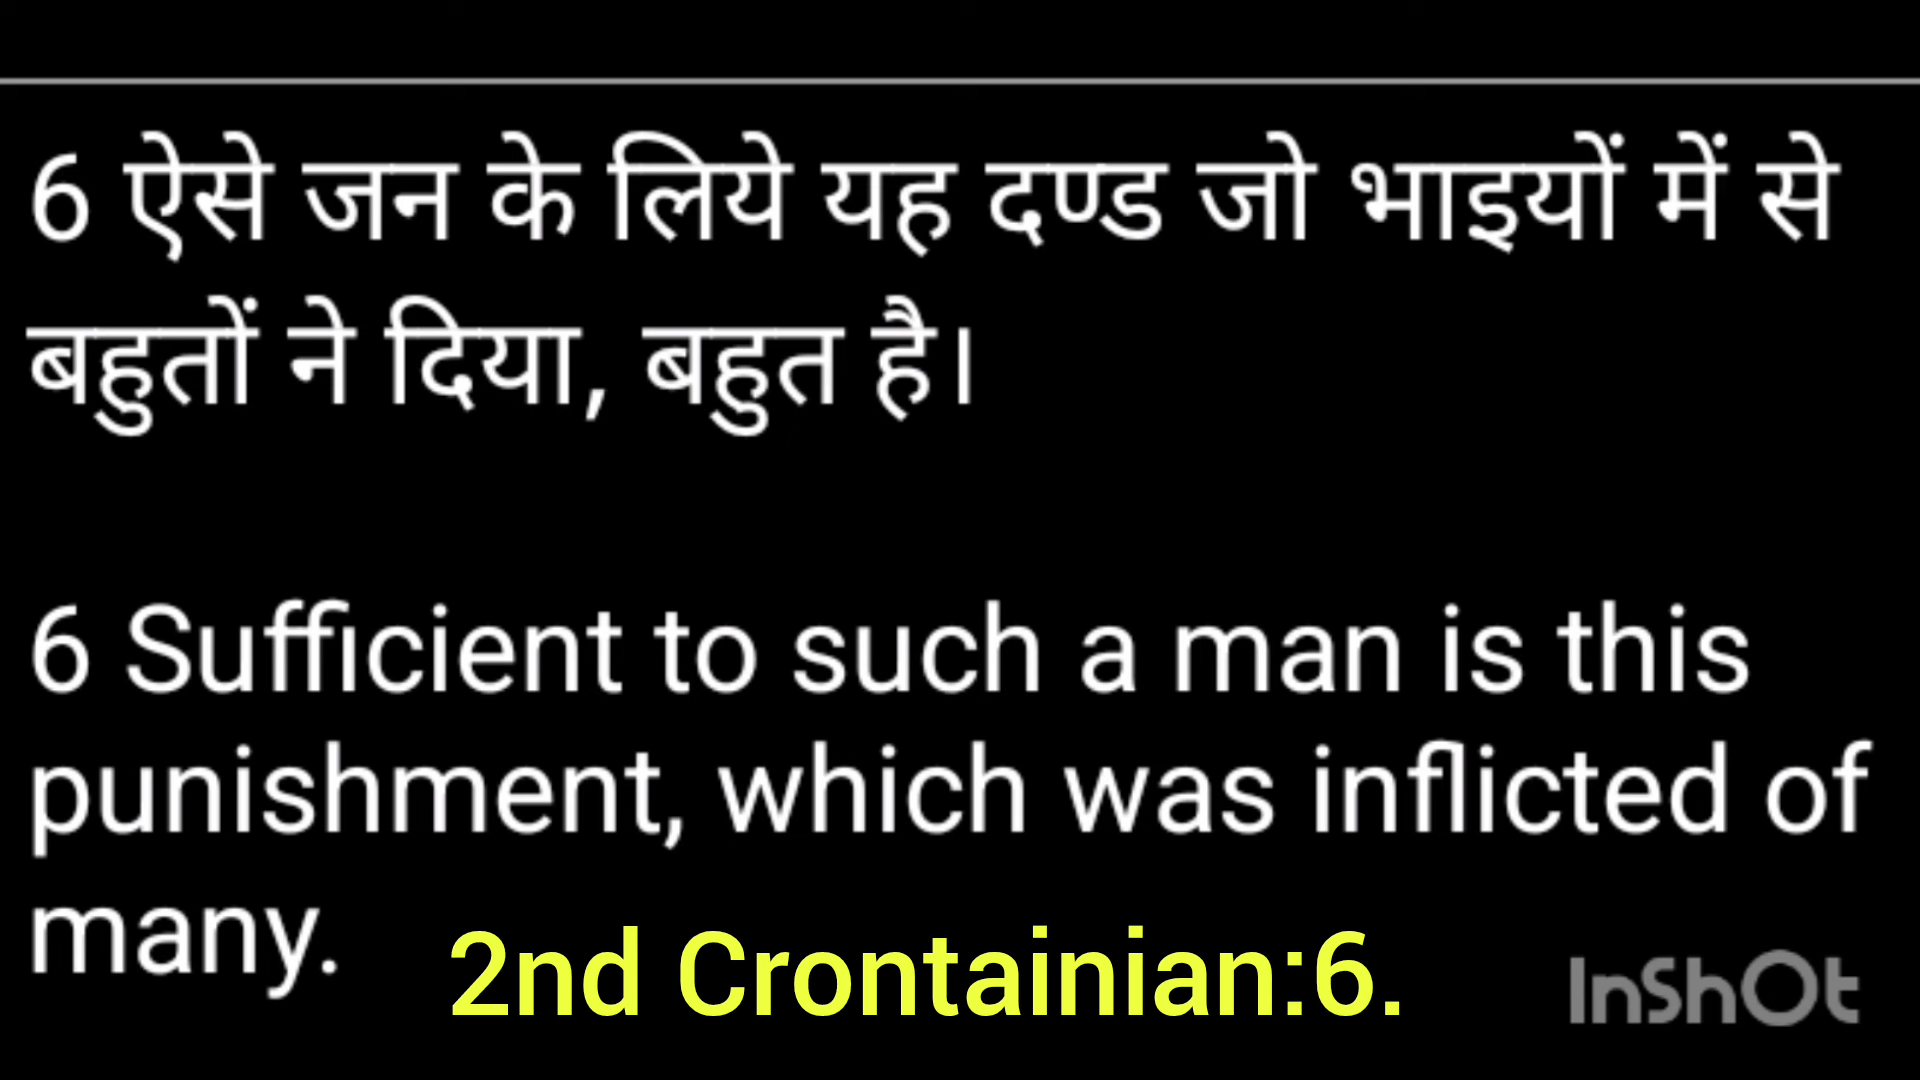 6 ऐसे जन के लिये यह दण्ड जो भाइयों में से
बहुतों ने दिया, बहुत है।
6 Sufficient to such a man is this
punishment, which was inflicted of
many.
2nd Crontainian:6.
InShOt